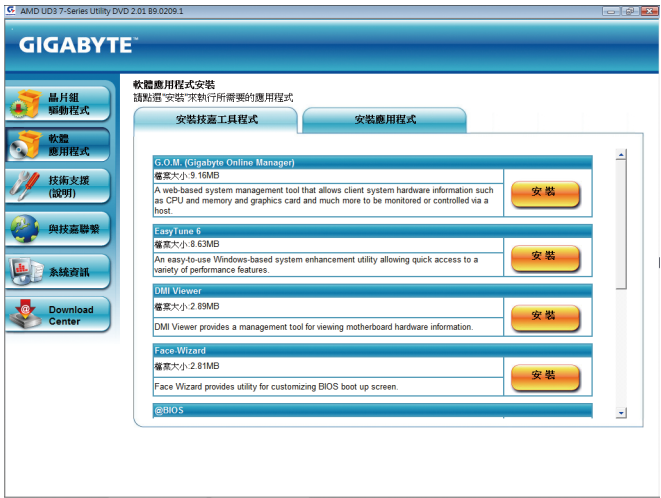 AMD UD3 7-Series Utility DVD 2.01 B9.0209.1
GIGABYTE™
晶片組
驅動程式
軟體
應用程式
技術支援
(說明)
與技嘉聯繫
系統資訊
Download
Center
軟體應用程式安裝
請點選"安裝"來執行所需要的應用程式
安裝技嘉工具程式
安裝應用程式
G.O.M. (Gigabyte Online Manager)
檔案大小:9.16MB
A web-based system management tool that allows client system hardware information such
as CPU and memory and graphics card and much more to be monitored or controlled via a
host.
安裝
EasyTune 6
檔案大小:8.63MB
An easy-to-use Windows-based system enhancement utility allowing quick access to a
variety of performance features.
安裝
DMI Viewer
檔案大小:2.89MB
DMI Viewer provides a management tool for viewing motherboard hardware information.
安裝
Face-Wizard
檔案大小:2.81MB
Face Wizard provides utility for customizing BIOS boot up screen.
安裝
@BIOS